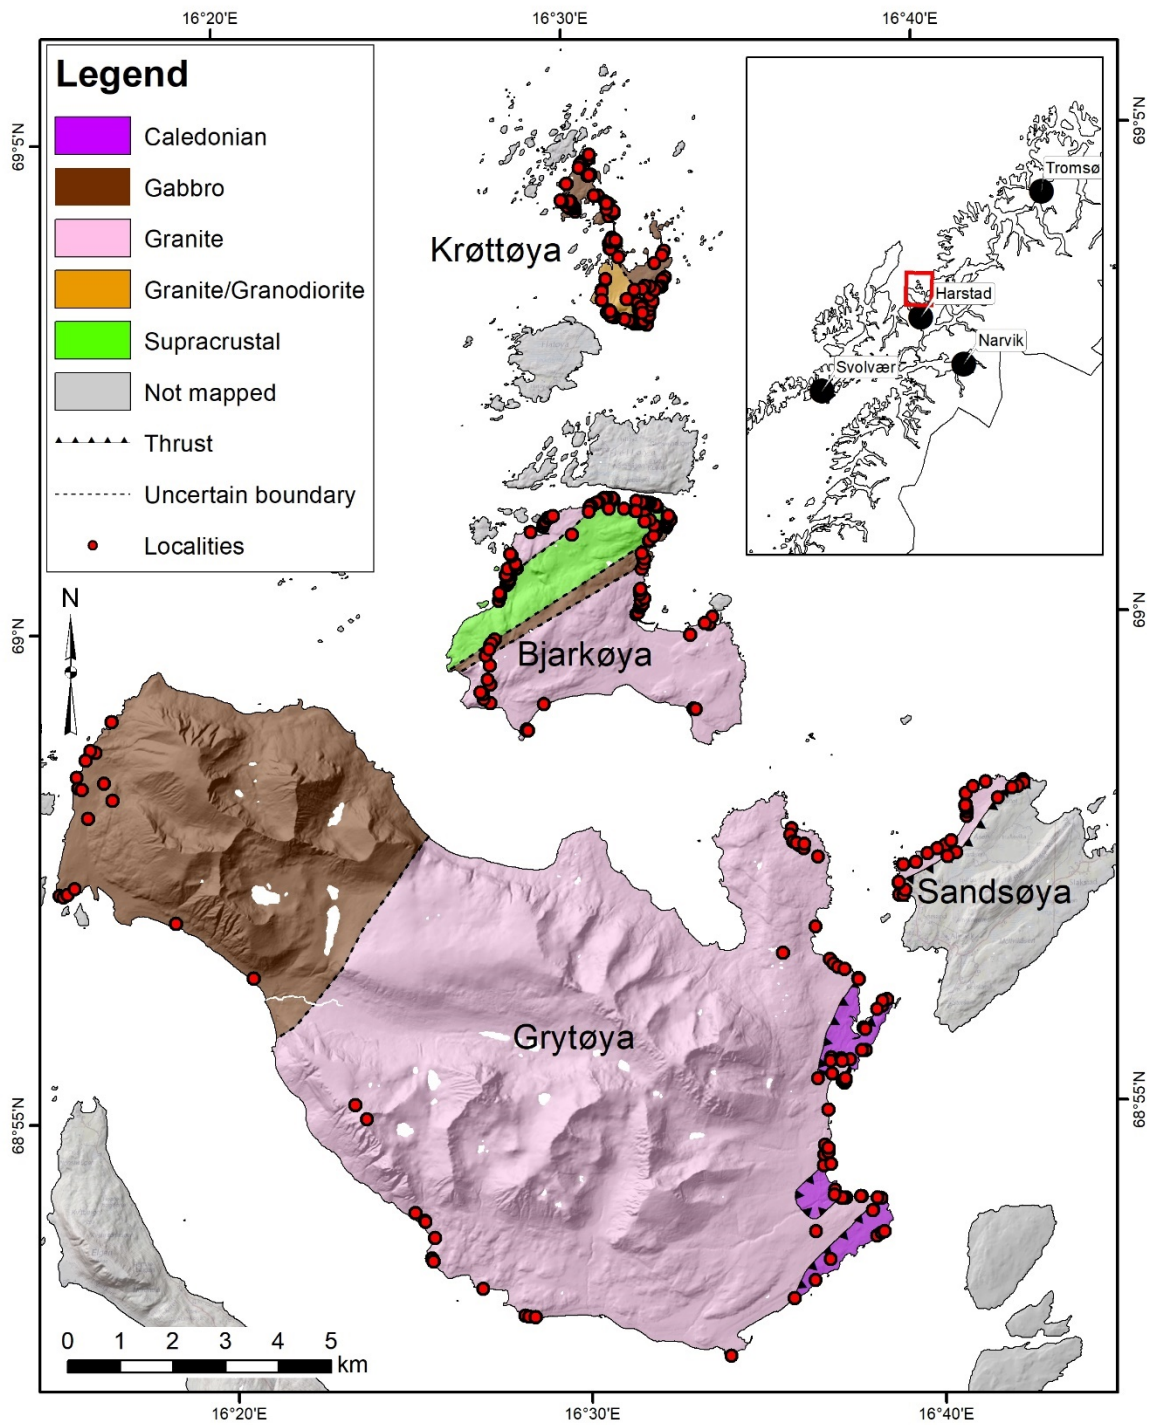 16°20'E
16°30'E
16°40'E
Legend
Caledonian
Gabbro
Granite
Granite/Granodiorite
Supracrustal
Not mapped
Thrust
Uncertain boundary
Localities
69°5'N
69°5'N
Tromsø
Harstad
Narvik
Svolvær
Krøttøya
N
69°N
69°N
Bjarkøya
Sandsøya
Grytøya
68°55'N
68°55'N
0 1 2 3 4 5
km
16°20'E
16°30'E
16°40'E